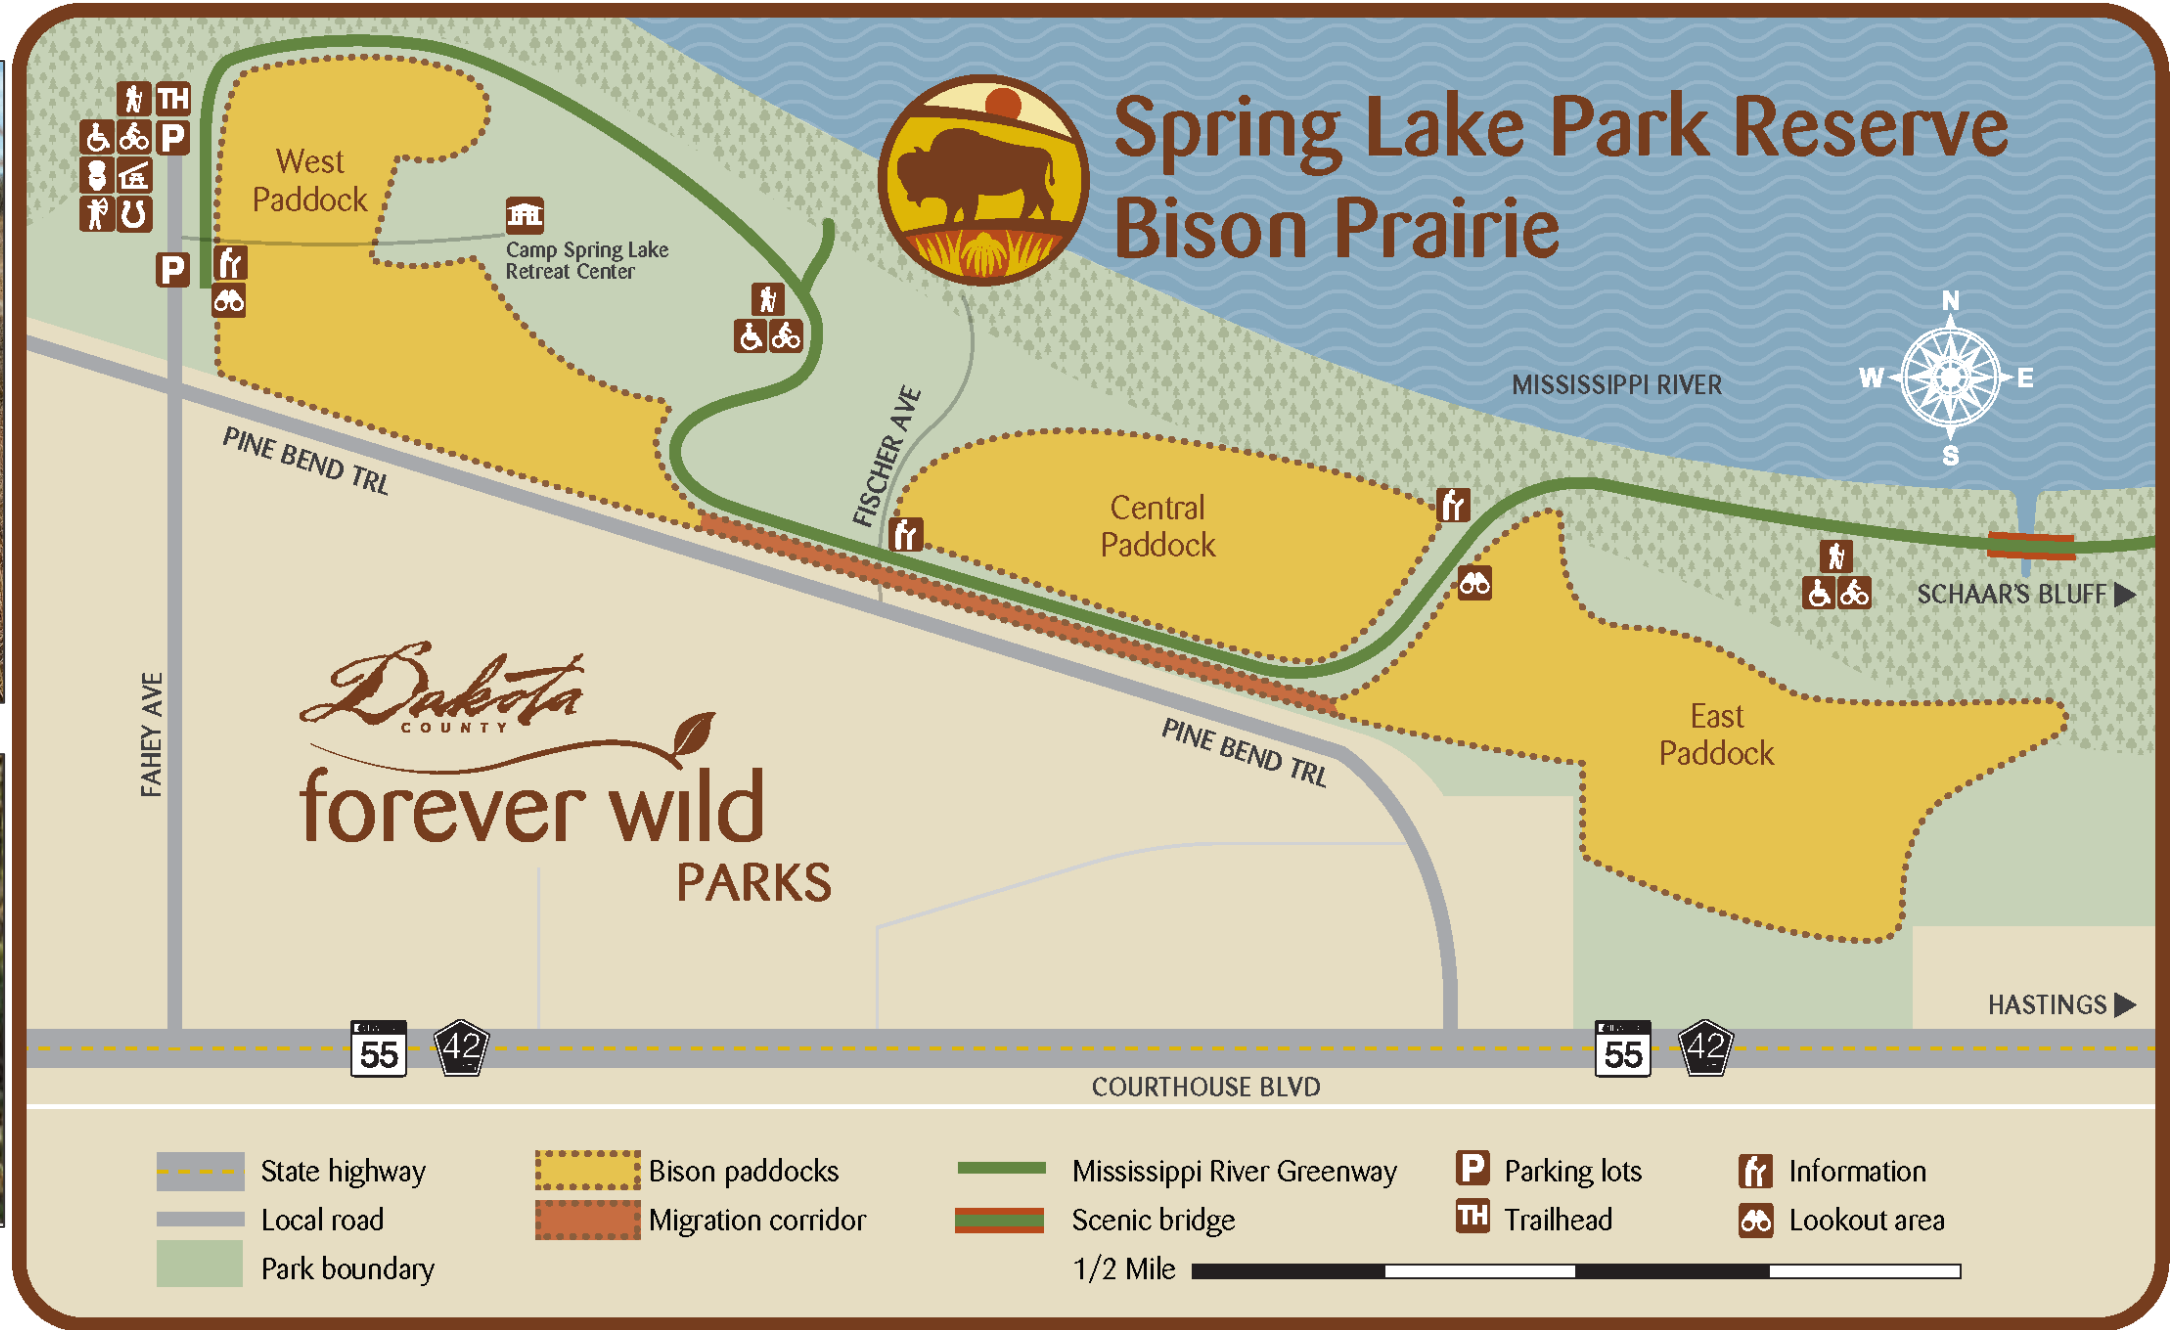 Spring Lake Park Reserve
Bison Prairie
TH
P
West
Paddock
Camp Spring Lake
Retreat Center
P
N
W
E
S
MISSISSIPPI RIVER
PINE BEND TRL
FISCHER AVE
Central
Paddock
SCHAAR'S BLUFF
FAHEY AVE
Dakota
COUNTY
forever wild
PARKS
PINE BEND TRL
East
Paddock
HASTINGS
55
42
55
42
COURTHOUSE BLVD
State highway
Local road
Park boundary
Bison paddocks
Migration corridor
Mississippi River Greenway
Scenic bridge
1/2 Mile
P Parking lots
TH Trailhead
Information
Lookout area